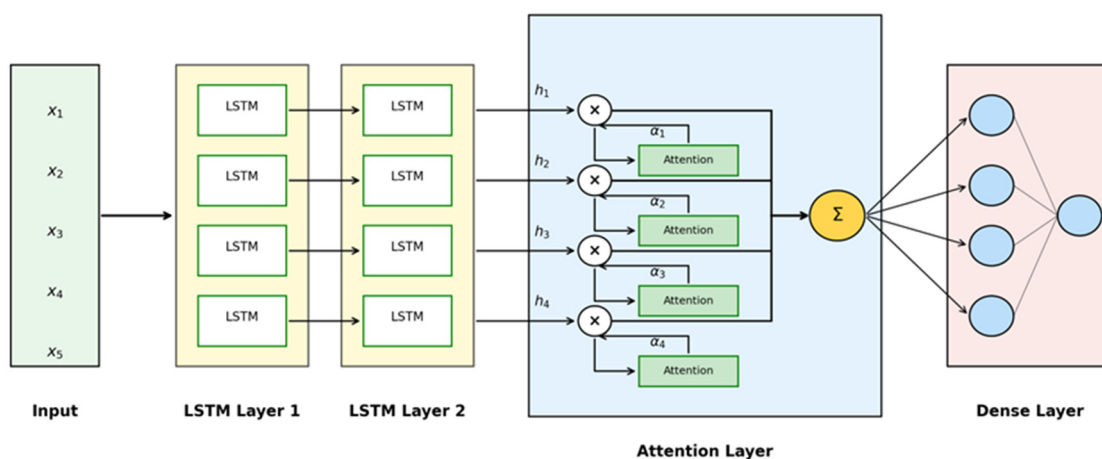 x1
x2
x3
x4
x5
Input
LSTM
LSTM
LSTM
LSTM
LSTM Layer 1
LSTM
LSTM
LSTM
LSTM
LSTM Layer 2
h1
×
α1
Attention
h2
×
α2
Attention
h3
×
α3
Attention
h4
×
α4
Attention
Σ
Attention Layer
Dense Layer